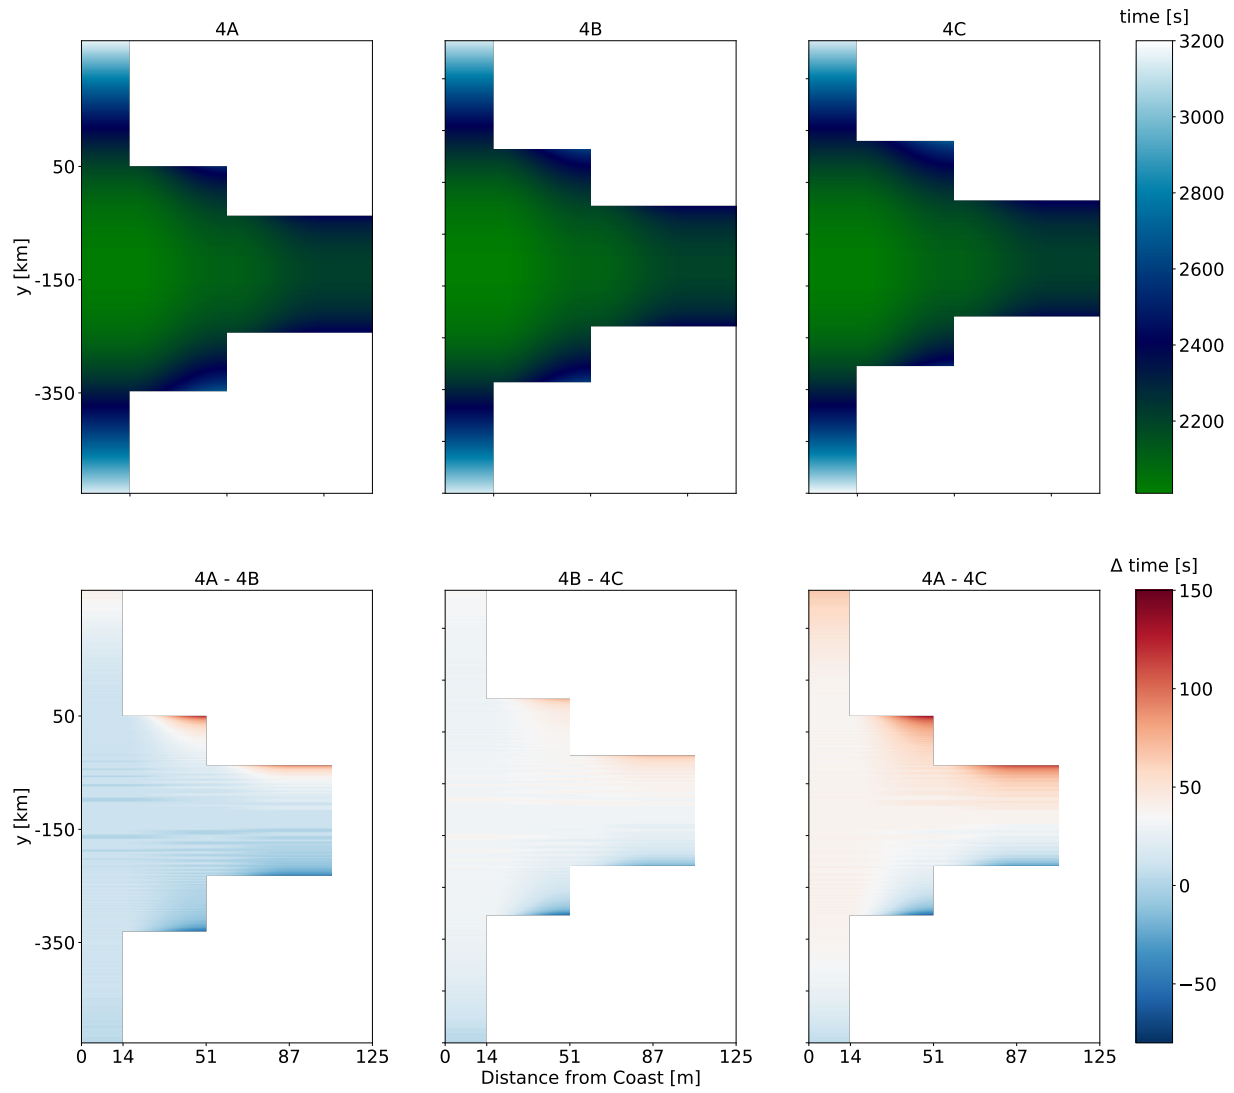 4A
4B
4C
time [s]
50
-150
-350
y [km]
3200
3000
2800
2600
2400
2200
4A - 4B
4B - 4C
4A - 4C
Δ time [s]
50
-150
-350
y [km]
150
100
50
0
−50
0 14 51 87 125
0 14 51 87 125
0 14 51 87 125
Distance from Coast [m]